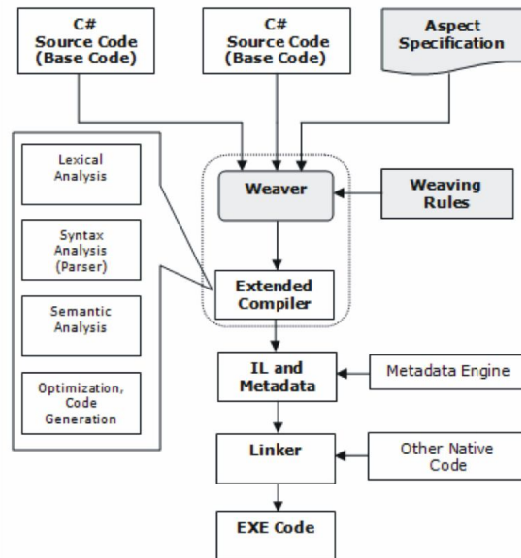 C#
Source Code
(Base Code)
C#
Source Code
(Base Code)
Aspect
Specification
Lexical
Analysis
Syntax
Analysis
(Parser)
Semantic
Analysis
Optimization,
Code
Generation
Weaver
Weaving
Rules
Extended
Compiler
IL and
Metadata
Metadata Engine
Linker
Other Native
Code
EXE Code